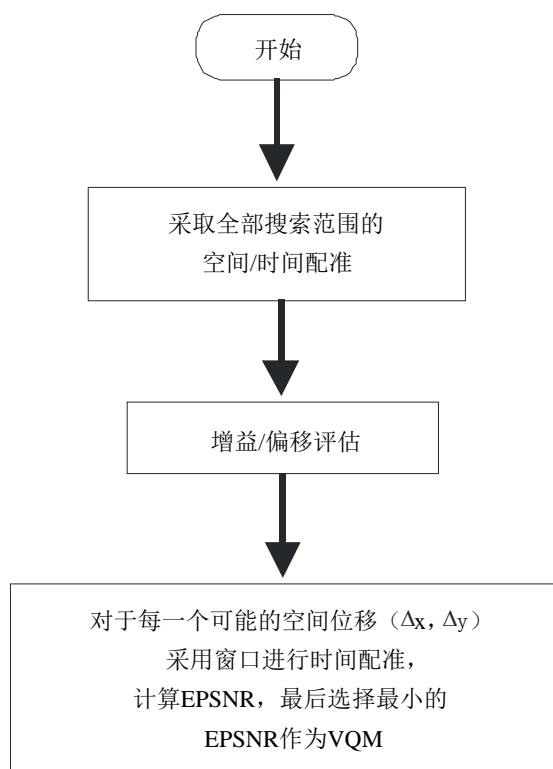 开始
采取全部搜索范围的
空间/时间配准
增益/偏移评估
对于每一个可能的空间位移（Δx，Δy）
采用窗口进行时间配准，
计算EPSNR，最后选择最小的
EPSNR作为VQM